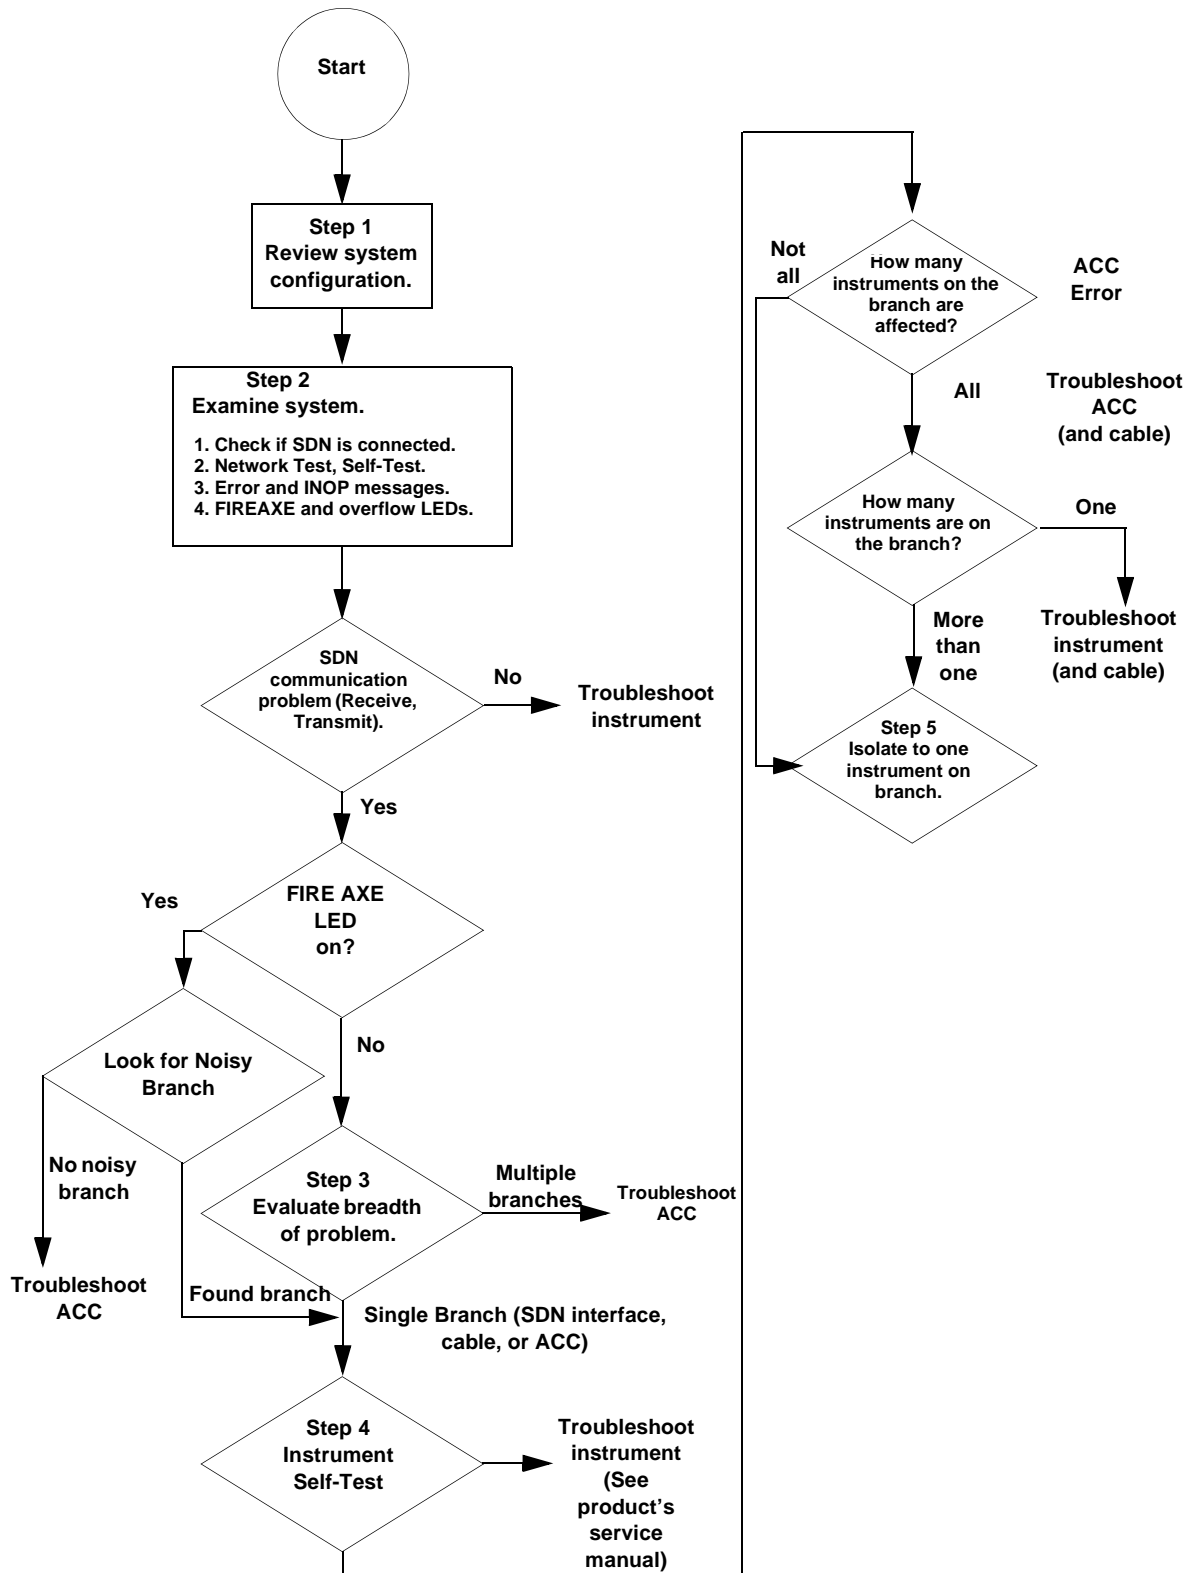 Start
Step 1
Review system
configuration.
Step 2
Examine system.
1. Check if SDN is connected.
2. Network Test, Self-Test.
3. Error and INOP messages.
4. FIREAXE and overflow LEDs.
SDN
communication
problem (Receive,
Transmit).
No
Troubleshoot
instrument
Yes
FIRE AXE
LED
on?
Yes
Look for Noisy
Branch
No
No noisy
branch
Troubleshoot
ACC
Step 3
Evaluate breadth
of problem.
Multiple
branches
Troubleshoot
ACC
Found branch
Single Branch (SDN interface,
cable, or ACC)
Step 4
Instrument
Self-Test
Troubleshoot
instrument
(See
product’s
service
manual)
Not
all
How many
instruments on the
branch are
affected?
ACC
Error
All
Troubleshoot
ACC
(and cable)
How many
instruments are on
the branch?
One
Troubleshoot
instrument
(and cable)
More
than
one
Step 5
Isolate to one
instrument on
branch.